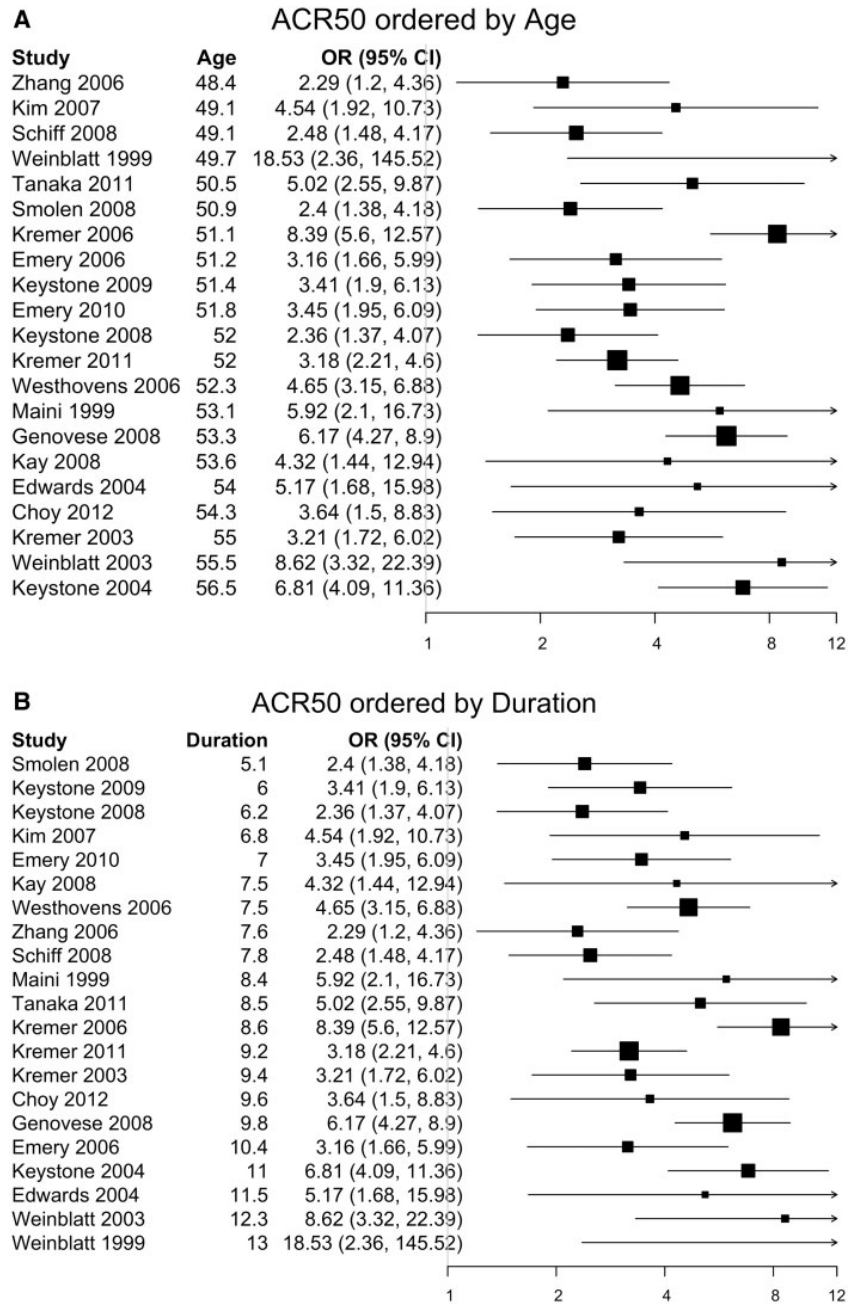 A ACR50 ordered by Age
Study Age OR (95% CI)
Zhang 2006 48.4 2.29 (1.2, 4.36)
Kim 2007 49.1 4.54 (1.92, 10.73)
Schiff 2008 49.1 2.48 (1.48, 4.17)
Weinblatt 1999 49.7 18.53 (2.36, 145.52)
Tanaka 2011 50.5 5.02 (2.55, 9.87)
Smolen 2008 50.9 2.4 (1.38, 4.18)
Kremer 2006 51.1 8.39 (5.6, 12.57)
Emery 2006 51.2 3.16 (1.66, 5.99)
Keystone 2009 51.4 3.41 (1.9, 6.13)
Emery 2010 51.8 3.45 (1.95, 6.09)
Keystone 2008 52 2.36 (1.37, 4.07)
Kremer 2011 52 3.18 (2.21, 4.6)
Westhovens 2006 52.3 4.65 (3.15, 6.88)
Maini 1999 53.1 5.92 (2.1, 16.73)
Genovese 2008 53.3 6.17 (4.27, 8.9)
Kay 2008 53.6 4.32 (1.44, 12.94)
Edwards 2004 54 5.17 (1.68, 15.98)
Choy 2012 54.3 3.64 (1.5, 8.83)
Kremer 2003 55 3.21 (1.72, 6.02)
Weinblatt 2003 55.5 8.62 (3.32, 22.39)
Keystone 2004 56.5 6.81 (4.09, 11.36)
1 2 4 8 12
B ACR50 ordered by Duration
Study Duration OR (95% CI)
Smolen 2008 5.1 2.4 (1.38, 4.18)
Keystone 2009 6 3.41 (1.9, 6.13)
Keystone 2008 6.2 2.36 (1.37, 4.07)
Kim 2007 6.8 4.54 (1.92, 10.73)
Emery 2010 7 3.45 (1.95, 6.09)
Kay 2008 7.5 4.32 (1.44, 12.94)
Westhovens 2006 7.5 4.65 (3.15, 6.88)
Zhang 2006 7.6 2.29 (1.2, 4.36)
Schiff 2008 7.8 2.48 (1.48, 4.17)
Maini 1999 8.4 5.92 (2.1, 16.73)
Tanaka 2011 8.5 5.02 (2.55, 9.87)
Kremer 2006 8.6 8.39 (5.6, 12.57)
Kremer 2011 9.2 3.18 (2.21, 4.6)
Kremer 2003 9.4 3.21 (1.72, 6.02)
Choy 2012 9.6 3.64 (1.5, 8.83)
Genovese 2008 9.8 6.17 (4.27, 8.9)
Emery 2006 10.4 3.16 (1.66, 5.99)
Keystone 2004 11 6.81 (4.09, 11.36)
Edwards 2004 11.5 5.17 (1.68, 15.98)
Weinblatt 2003 12.3 8.62 (3.32, 22.39)
Weinblatt 1999 13 18.53 (2.36, 145.52)
1 2 4 8 12